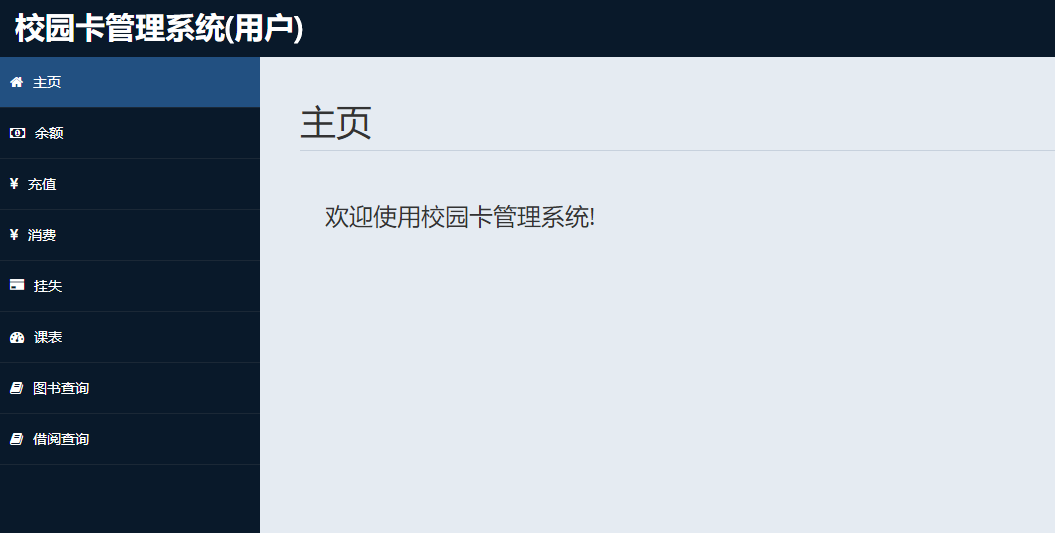 校园卡管理系统(用户)
主页
余额
充值
消费
挂失
课表
图书查询
借阅查询
主页
欢迎使用校园卡管理系统!